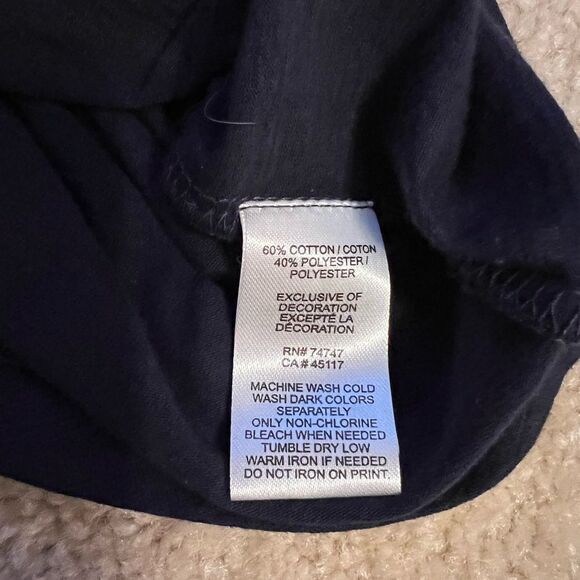 60% COTTON / COTON
40% POLYESTER /
POLYESTER
EXCLUSIVE OF
DECORATION
EXCEPTÉ LA
DÉCORATION
RN# 74747
CA # 45117
MACHINE WASH COLD
WASH DARK COLORS
SEPARATELY
ONLY NON-CHLORINE
BLEACH WHEN NEEDED
TUMBLE DRY LOW
WARM IRON IF NEEDED
DO NOT IRON ON PRINT.